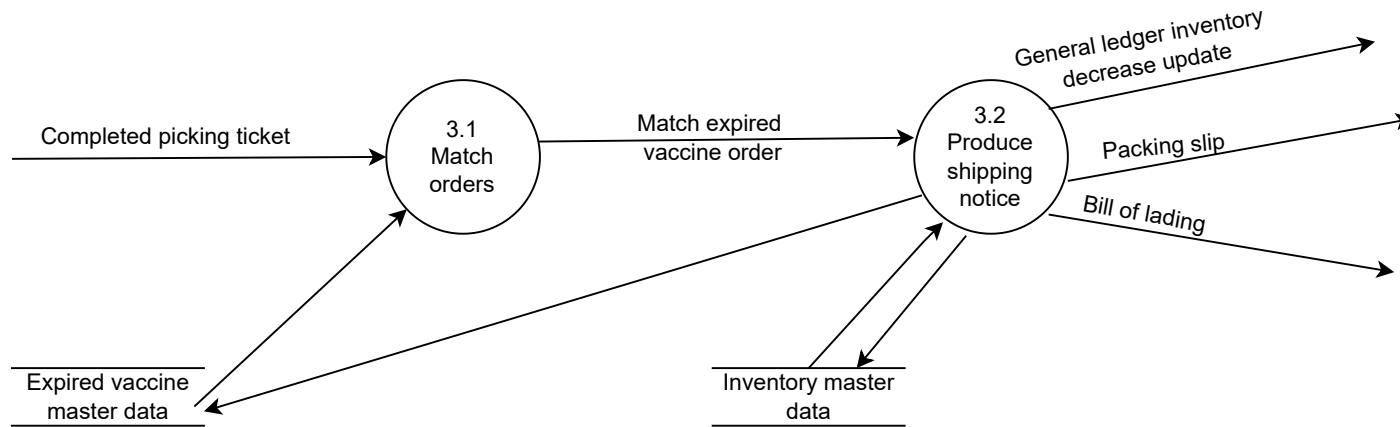 General ledger inventory
decrease update
Completed picking ticket
3.1
Match
orders
Match expired
vaccine order
3.2
Produce
shipping
notice
Packing slip
Bill of lading
Expired vaccine
master data
Inventory master
data